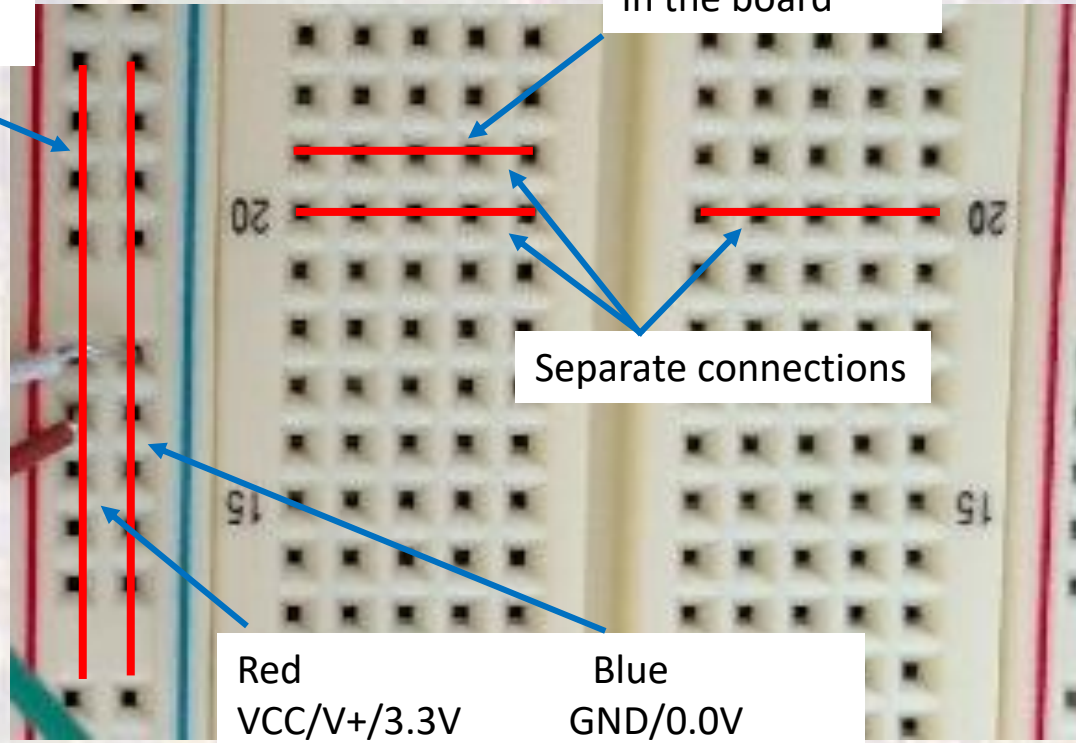 in the board
20
20
Separate connections
15
15
Red Blue
VCC/V+/3.3V GND/0.0V